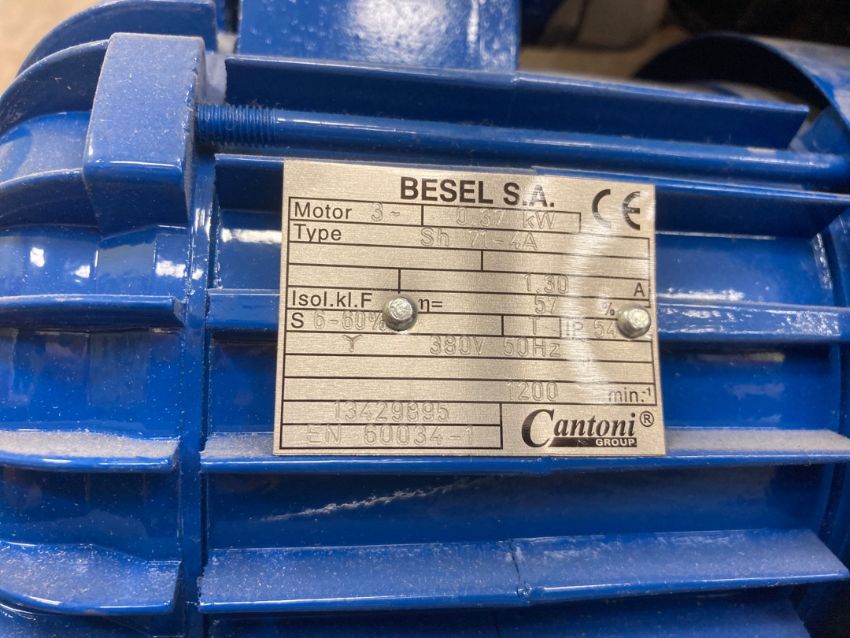 BESEL S.A.
CE
Motor 3~ 0.37 kW
Type Sh 71-4A
1.30 A
Isol.kl.F η= 57 %
S 6-60% T IP 54
Y 380V 50Hz
1200 min.-1
13429895
EN 60034-1
Cantoni®
GROUP